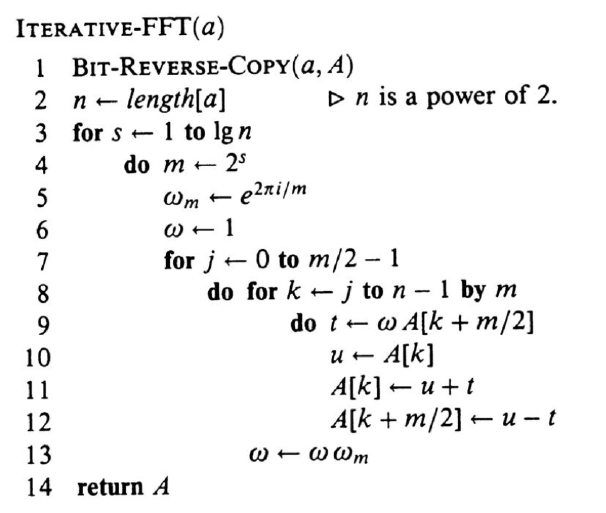 ITERATIVE-FFT(a)
1 BIT-REVERSE-COPY(a, A)
2 n ← length[a] ▷ n is a power of 2.
3 for s ← 1 to lg n
4 do m ← 2^s
5 ω_m ← e^{2πi/m}
6 ω ← 1
7 for j ← 0 to m/2 − 1
8 do for k ← j to n − 1 by m
9 do t ← ω A[k + m/2]
10 u ← A[k]
11 A[k] ← u + t
12 A[k + m/2] ← u − t
13 ω ← ω ω_m
14 return A